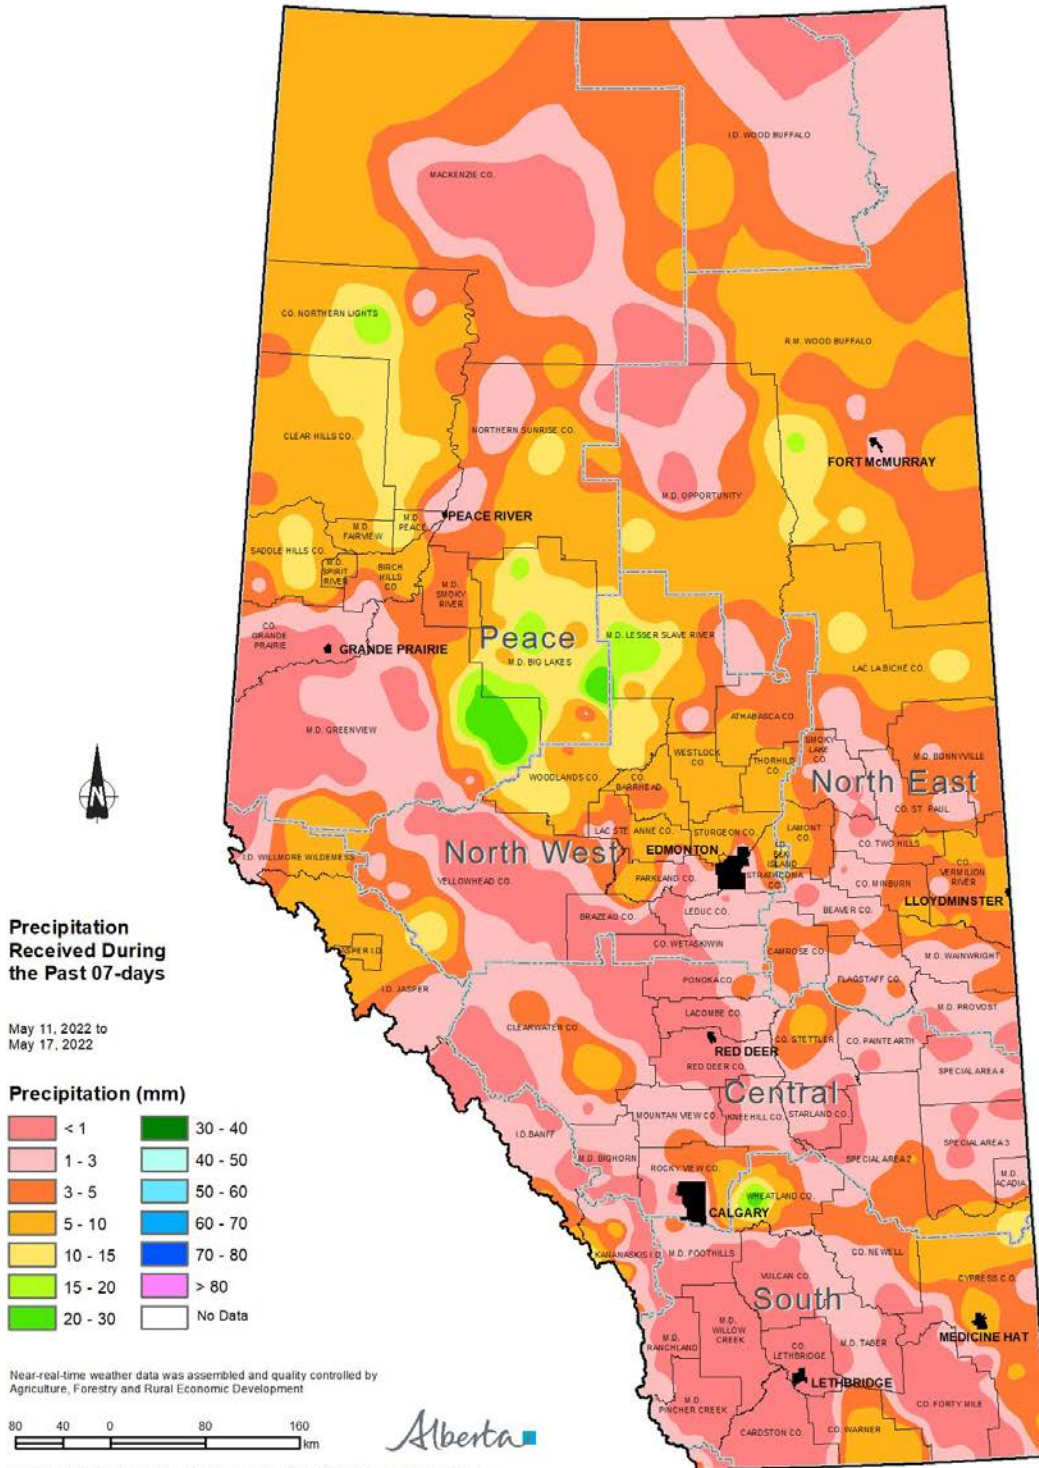 I.D. WOOD BUFFALO
MACKENZIE CO.
CO. NORTHERN LIGHTS
R.M. WOOD BUFFALO
CLEAR HILLS CO.
NORTHERN SUNRISE CO.
FORT McMURRAY
M.D. OPPORTUNITY
PEACE RIVER
M.D.
PEACE
M.D.
FAIRVIEW
SADDLE HILLS CO.
M.D.
SPIRIT
RIVER
BIRCH
HILLS
CO.
M.D.
SMOKY
RIVER
CO.
GRANDE
PRAIRIE
GRANDE PRAIRIE
Peace
M.D. LESSER SLAVE RIVER
M.D. BIG LAKES
LAC LA BICHE CO.
M.D. GREENVIEW
ATHABASCA CO.
SMOKY
LAKE
CO.
M.D. BONNYVILLE
WESTLOCK
CO.
THORHILD
CO.
North East
WOODLANDS CO.
CO.
BARRHEAD
CO. ST. PAUL
LAC STE ANNE CO.
STURGEON CO.
LAMONT
CO.
CO. TWO HILLS
North West
EDMONTON
I.D.
ELK
ISLAND
I.D. WILLMORE WILDERNESS
YELLOWHEAD CO.
PARKLAND CO.
STRATHCONA
CO.
CO. MINBURN
CO.
VERMILION
RIVER
LLOYDMINSTER
BRAZEAU CO.
LEDUC CO.
BEAVER CO.
CO. WETASKIWIN
CAMROSE CO.
M.D. WAINWRIGHT
JASPER I.D.
I.D. JASPER
PONOKA CO.
FLAGSTAFF CO.
M.D. PROVOST
LACOMBE CO.
CLEARWATER CO.
RED DEER
CO. STETTLER
CO. PAINTEARTH
RED DEER CO.
SPECIAL AREA 4
Central
MOUNTAN VIEW CO.
KNEEHILL CO.
STARLAND CO.
I.D. BANFF
SPECIAL AREA 3
M.D. BIGHORN
ROCKY VIEW CO.
SPECIAL AREA 2
M.D.
ACADIA
WHEATLAND CO.
CALGARY
KANANASKIS I.D.
M.D. FOOTHILLS
CO. NEWELL
VULCAN CO.
CYPRESS CO.
South
M.D.
WILLOW
CREEK
M.D.
RANCHLAND
CO.
LETHBRIDGE
M.D. TABER
MEDICINE HAT
LETHBRIDGE
M.D.
PINCHER CREEK
CO. FORTY MILE
CARDSTON CO.
CO. WARNER
N
Precipitation
Received During
the Past 07-days
May 11, 2022 to
May 17, 2022
Precipitation (mm)
< 1
1 - 3
3 - 5
5 - 10
10 - 15
15 - 20
20 - 30
30 - 40
40 - 50
50 - 60
60 - 70
70 - 80
> 80
No Data
Near-real-time weather data was assembled and quality controlled by
Agriculture, Forestry and Rural Economic Development
80 40 0 80 160
km
Alberta